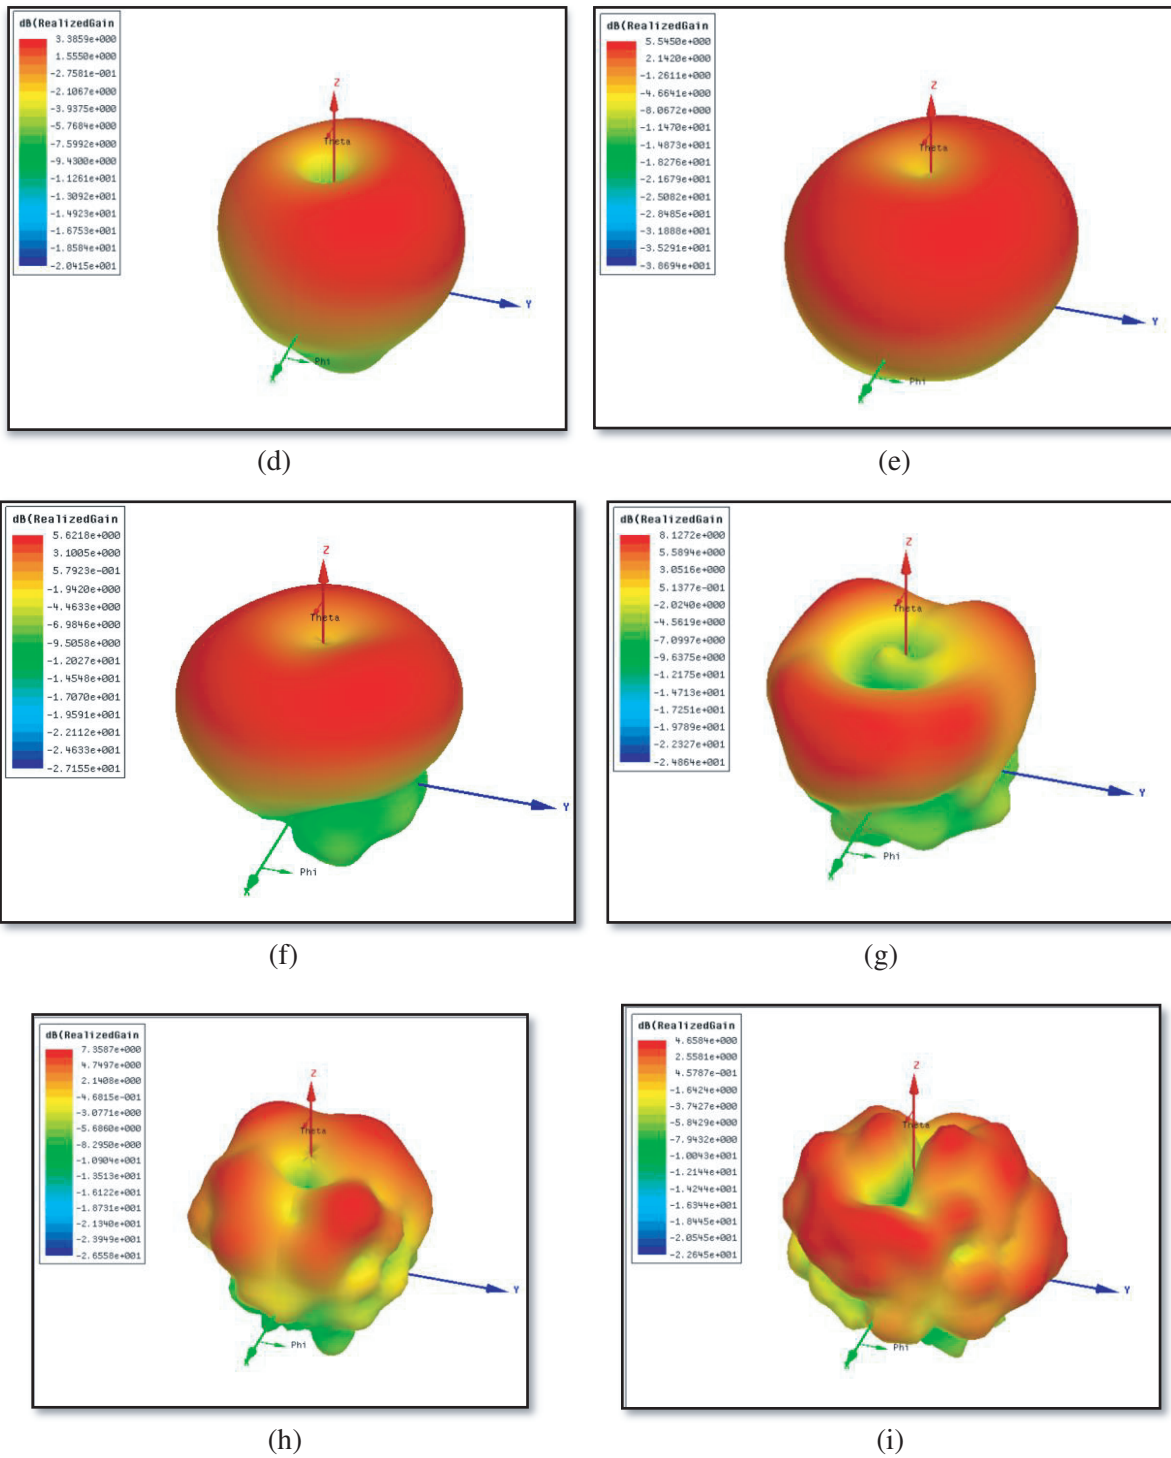 dB(RealizedGain
3.3859e+000
1.5550e+000
-2.7581e-001
-2.1067e+000
-3.9375e+000
-5.7684e+000
-7.5992e+000
-9.4300e+000
-1.1261e+001
-1.3092e+001
-1.4923e+001
-1.6753e+001
-1.8584e+001
-2.0415e+001
Z
Theta
Y
Phi
X
(d)
dB(RealizedGain
5.5450e+000
2.1420e+000
-1.2611e+000
-4.6641e+000
-8.0672e+000
-1.1470e+001
-1.4873e+001
-1.8276e+001
-2.1679e+001
-2.5082e+001
-2.8485e+001
-3.1888e+001
-3.5291e+001
-3.8694e+001
Z
Theta
Y
Phi
X
(e)
dB(RealizedGain
5.6218e+000
3.1005e+000
5.7923e-001
-1.9420e+000
-4.4633e+000
-6.9846e+000
-9.5058e+000
-1.2027e+001
-1.4548e+001
-1.7070e+001
-1.9591e+001
-2.2112e+001
-2.4633e+001
-2.7155e+001
Z
Theta
Y
Phi
X
(f)
dB(RealizedGain
8.1272e+000
5.5894e+000
3.0516e+000
5.1377e-001
-2.0240e+000
-4.5619e+000
-7.0997e+000
-9.6375e+000
-1.2175e+001
-1.4713e+001
-1.7251e+001
-1.9789e+001
-2.2327e+001
-2.4864e+001
Z
Theta
Y
Phi
X
(g)
dB(RealizedGain
7.3587e+000
4.7497e+000
2.1408e+000
-4.6815e-001
-3.0771e+000
-5.6860e+000
-8.2950e+000
-1.0904e+001
-1.3513e+001
-1.6122e+001
-1.8731e+001
-2.1340e+001
-2.3949e+001
-2.6558e+001
Z
Theta
Y
Phi
X
(h)
dB(RealizedGain
4.6584e+000
2.5581e+000
4.5787e-001
-1.6424e+000
-3.7427e+000
-5.8429e+000
-7.9432e+000
-1.0043e+001
-1.2144e+001
-1.4244e+001
-1.6344e+001
-1.8445e+001
-2.0545e+001
-2.2645e+001
Z
Theta
Y
Phi
X
(i)